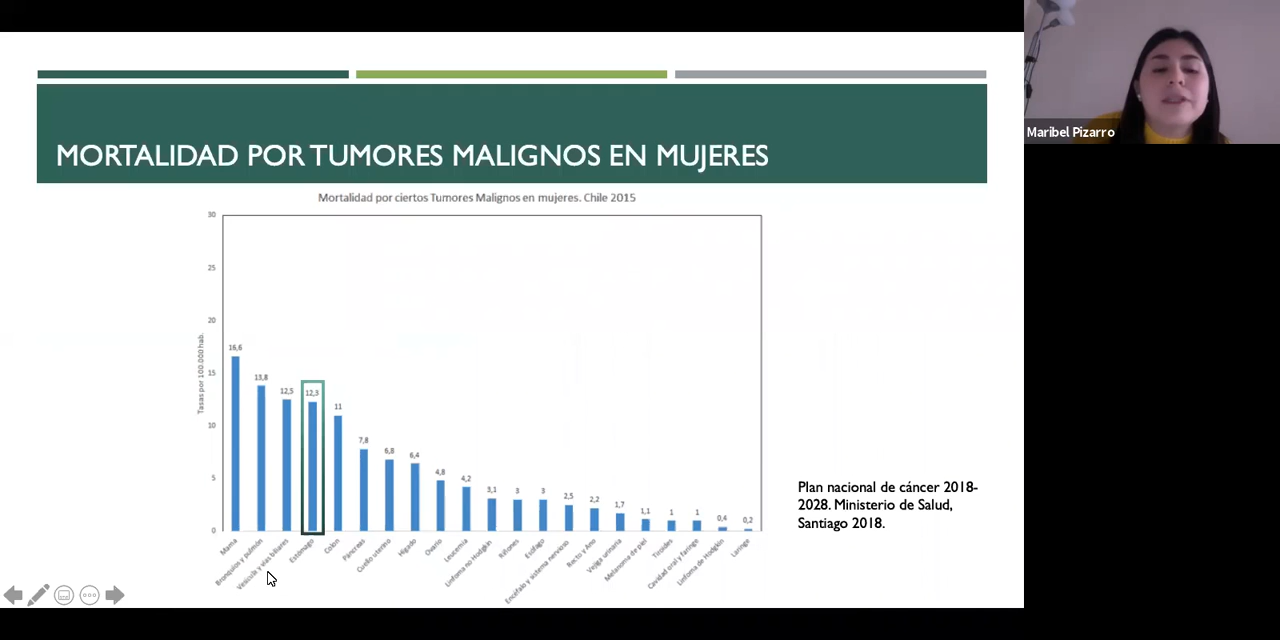 Maribel Pizarro
MORTALIDAD POR TUMORES MALIGNOS EN MUJERES
Mortalidad por ciertos Tumores Malignos en mujeres. Chile 2015
Tasas por 100.000 hab.
30
25
20
15
10
5
0
16,6
13,8
12,5
12,3
11
7,8
6,8
6,4
4,8
4,2
3,1
3
3
2,5
2,2
1,7
1,1
1
1
0,4
0,2
Mama
Bronquios y pulmón
Vesícula y vías biliares
Estómago
Colon
Páncreas
Cuello uterino
Hígado
Ovario
Leucemia
Linfoma no Hodgkin
Riñones
Esófago
Encéfalo y sistema nervioso
Recto y Ano
Vejiga urinaria
Melanoma de piel
Tiroides
Cavidad oral y faringe
Linfoma de Hodgkin
Laringe
Plan nacional de cáncer 2018-
2028. Ministerio de Salud,
Santiago 2018.